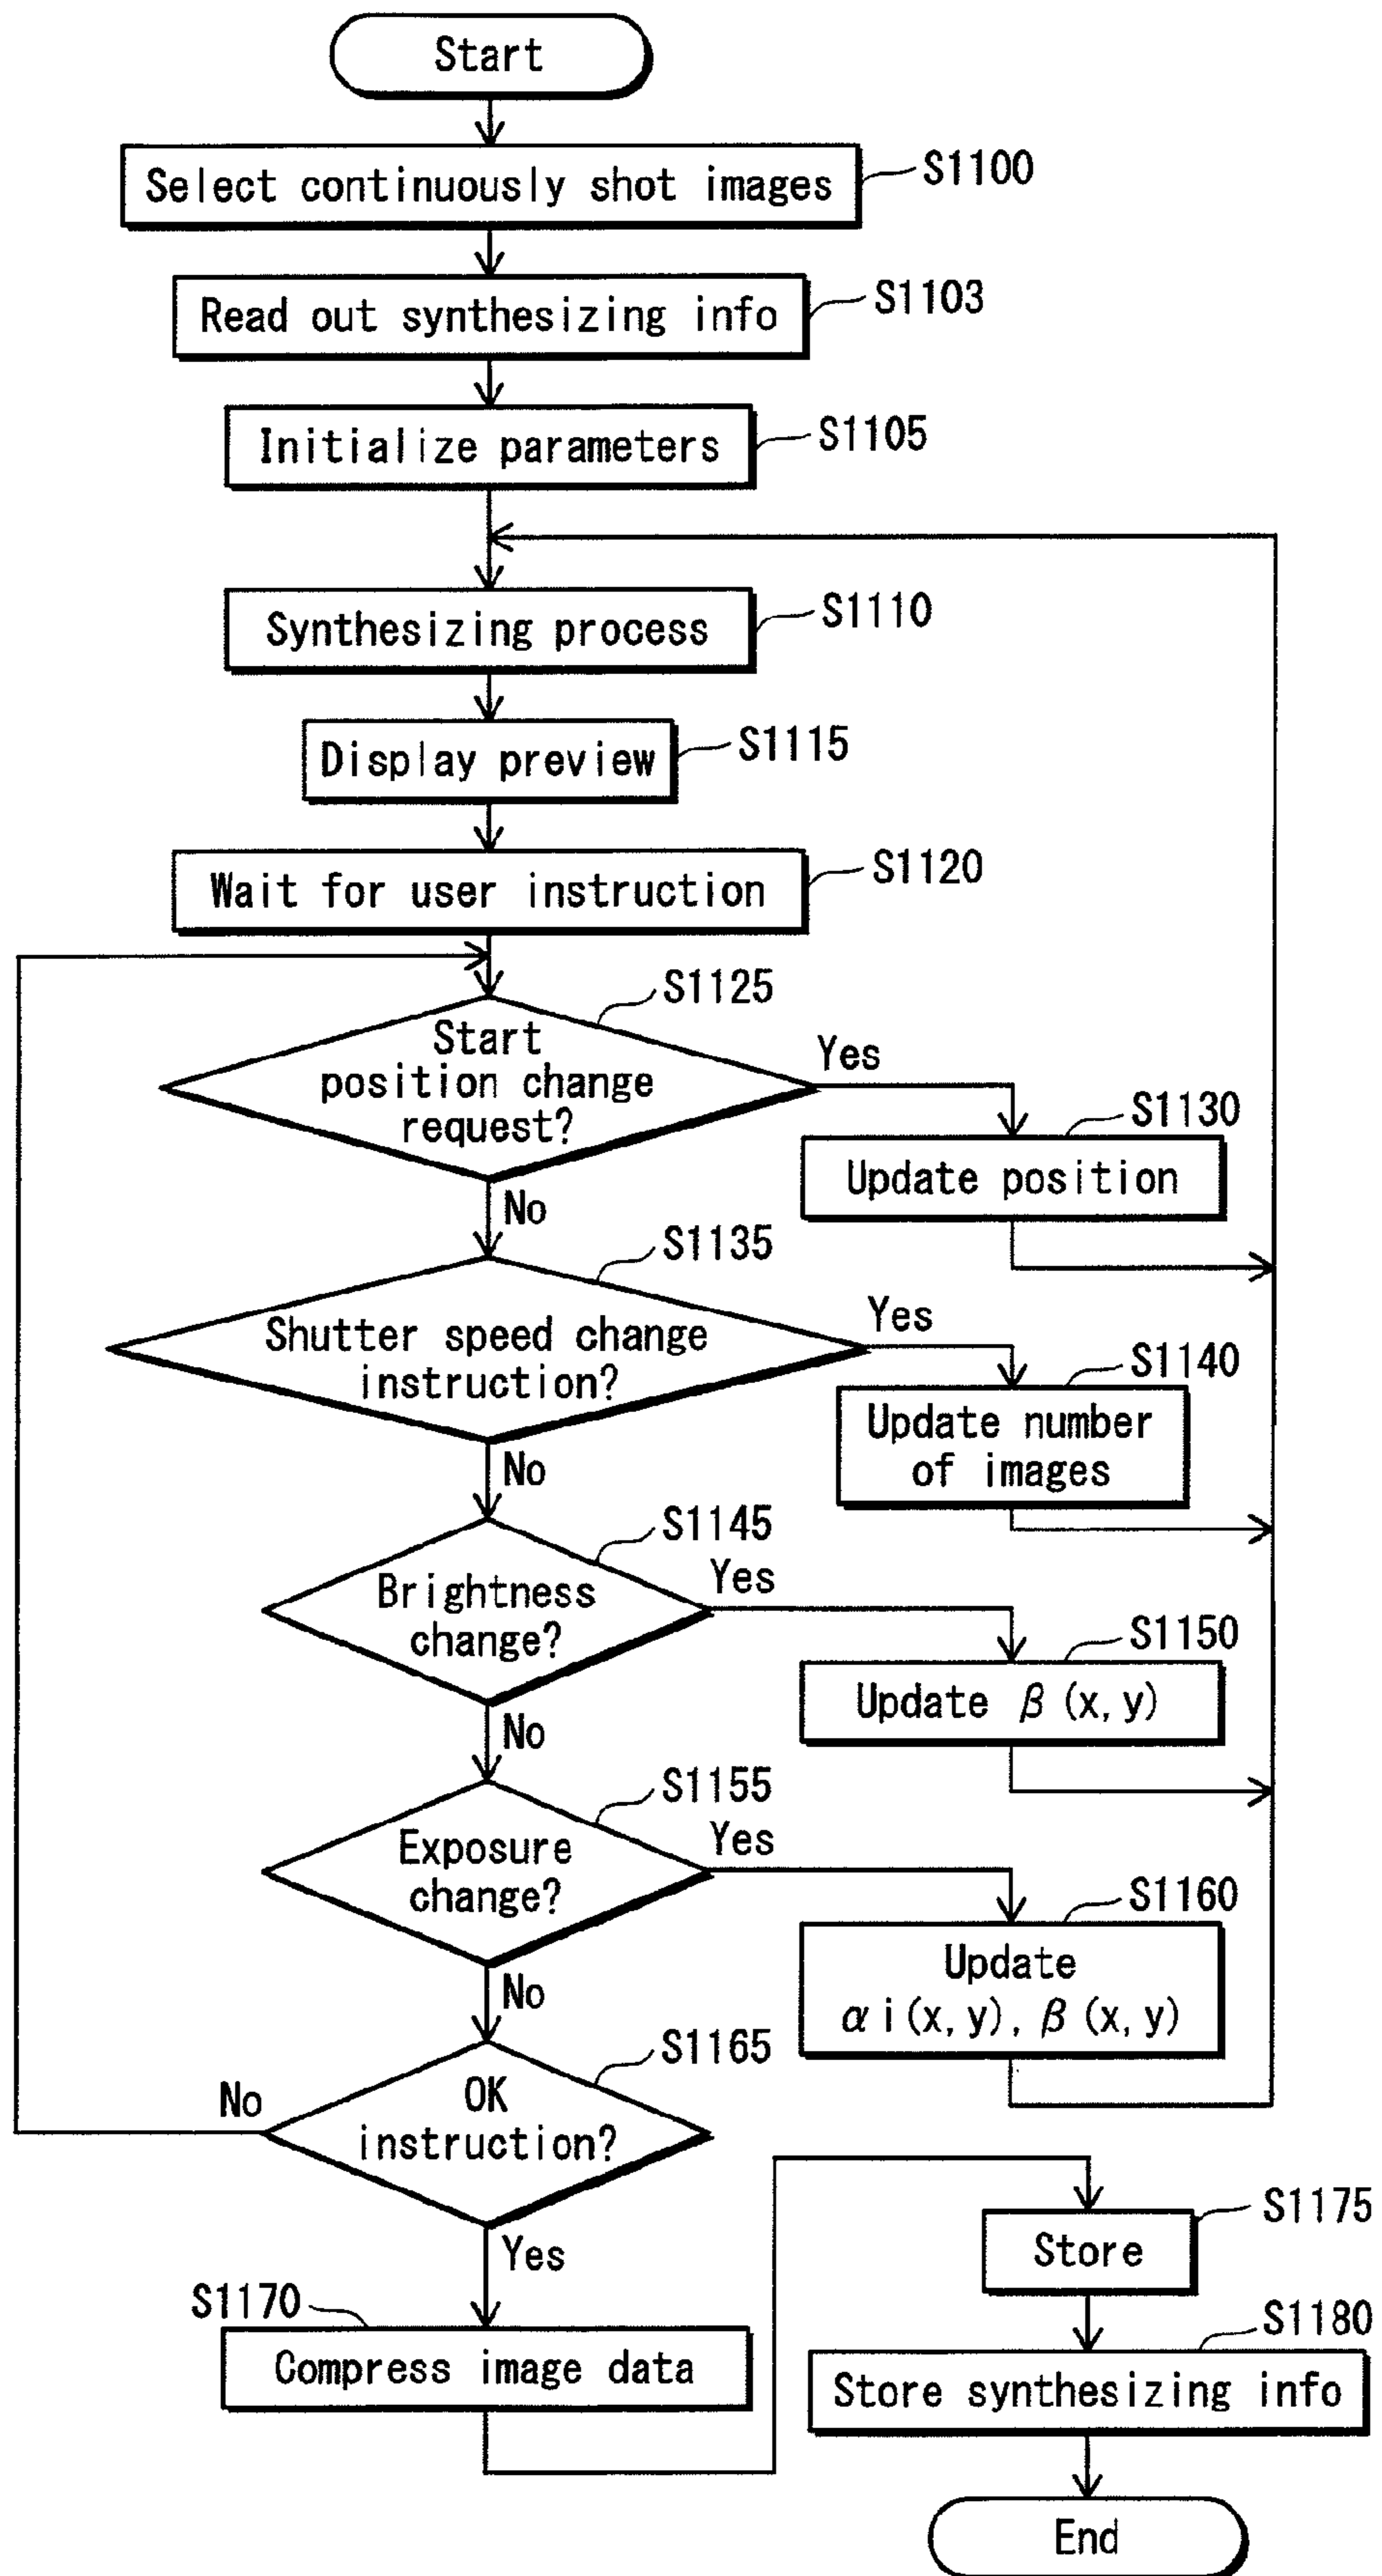 Start
Select continuously shot images
S1100
Read out synthesizing info
S1103
Initialize parameters
S1105
Synthesizing process
S1110
Display preview
S1115
Wait for user instruction
S1120
S1125
Start
position change
request?
Yes
S1130
Update position
No
S1135
Shutter speed change
instruction?
Yes
S1140
Update number
of images
No
S1145
Brightness
change?
Yes
S1150
Update β (x, y)
No
S1155
Exposure
change?
Yes
S1160
Update
α i (x, y), β (x, y)
No
S1165
OK
instruction?
No
Yes
S1170
Compress image data
S1175
Store
S1180
Store synthesizing info
End